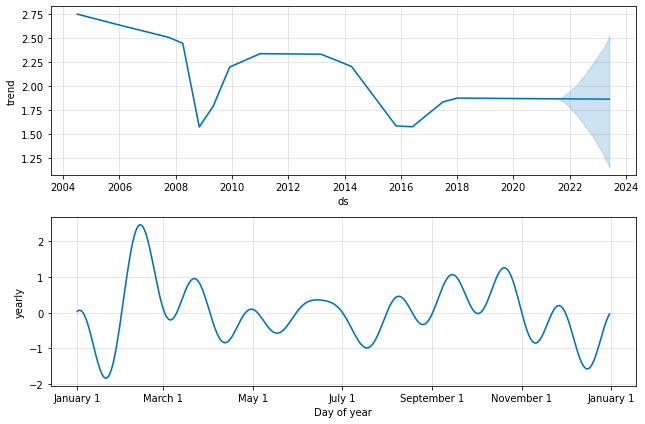 2.75
2.50
2.25
2.00
1.75
1.50
1.25
trend
2004 2006 2008 2010 2012 2014 2016 2018 2020 2022 2024
ds
2
1
0
−1
−2
yearly
January 1 March 1 May 1 July 1 September 1 November 1 January 1
Day of year